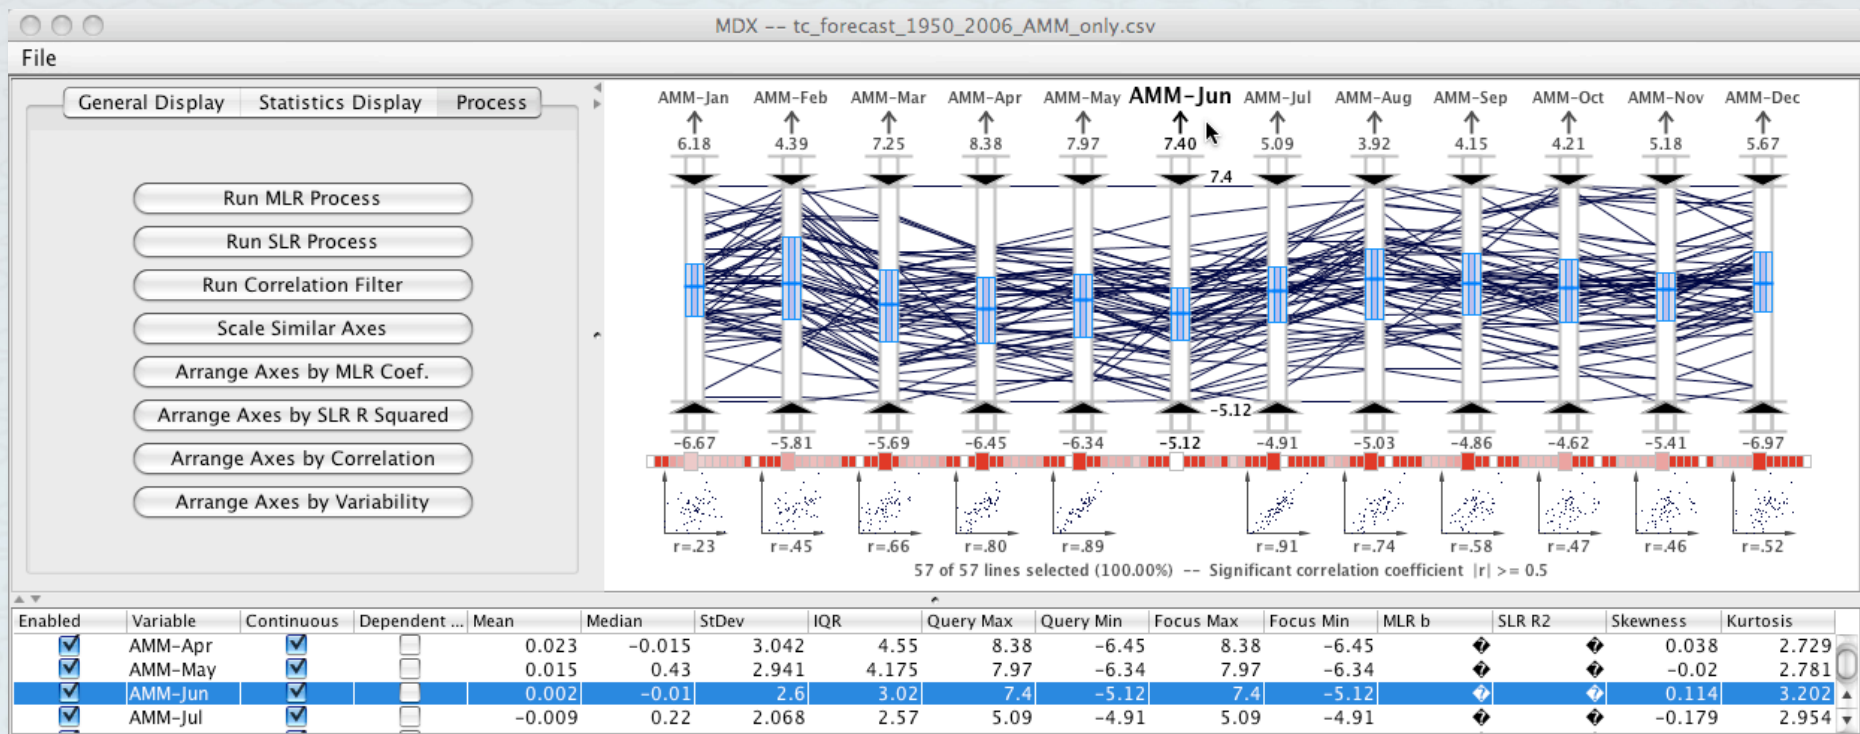 MDX -- tc_forecast_1950_2006_AMM_only.csv
File
General Display Statistics Display Process
Run MLR Process
Run SLR Process
Run Correlation Filter
Scale Similar Axes
Arrange Axes by MLR Coef.
Arrange Axes by SLR R Squared
Arrange Axes by Correlation
Arrange Axes by Variability
AMM-Jan AMM-Feb AMM-Mar AMM-Apr AMM-May AMM-Jun AMM-Jul AMM-Aug AMM-Sep AMM-Oct AMM-Nov AMM-Dec
6.18 4.39 7.25 8.38 7.97 7.40 5.09 3.92 4.15 4.21 5.18 5.67
7.4
-5.12
-6.67 -5.81 -5.69 -6.45 -6.34 -5.12 -4.91 -5.03 -4.86 -4.62 -5.41 -6.97
r=.23 r=.45 r=.66 r=.80 r=.89 r=.91 r=.74 r=.58 r=.47 r=.46 r=.52
57 of 57 lines selected (100.00%) -- Significant correlation coefficient |r| >= 0.5
Enabled Variable Continuous Dependent ... Mean Median StDev IQR Query Max Query Min Focus Max Focus Min MLR b SLR R2 Skewness Kurtosis
AMM-Apr 0.023 -0.015 3.042 4.55 8.38 -6.45 8.38 -6.45 � � 0.038 2.729
AMM-May 0.015 0.43 2.941 4.175 7.97 -6.34 7.97 -6.34 � � -0.02 2.781
AMM-Jun 0.002 -0.01 2.6 3.02 7.4 -5.12 7.4 -5.12 � � 0.114 3.202
AMM-Jul -0.009 0.22 2.068 2.57 5.09 -4.91 5.09 -4.91 � � -0.179 2.954